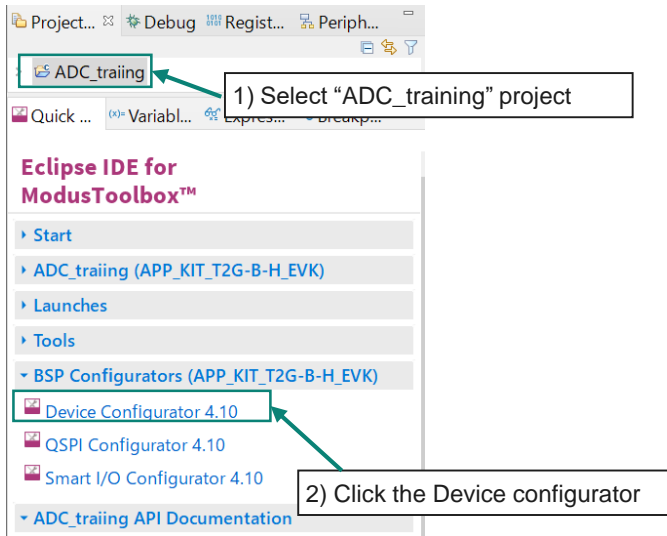 Project... Debug Regist... Periph...
ADC_traiing
1) Select “ADC_training” project
Quick ... (x)= Variabl...
Eclipse IDE for
ModusToolbox™
Start
ADC_traiing (APP_KIT_T2G-B-H_EVK)
Launches
Tools
BSP Configurators (APP_KIT_T2G-B-H_EVK)
Device Configurator 4.10
QSPI Configurator 4.10
Smart I/O Configurator 4.10
2) Click the Device configurator
ADC_traiing API Documentation